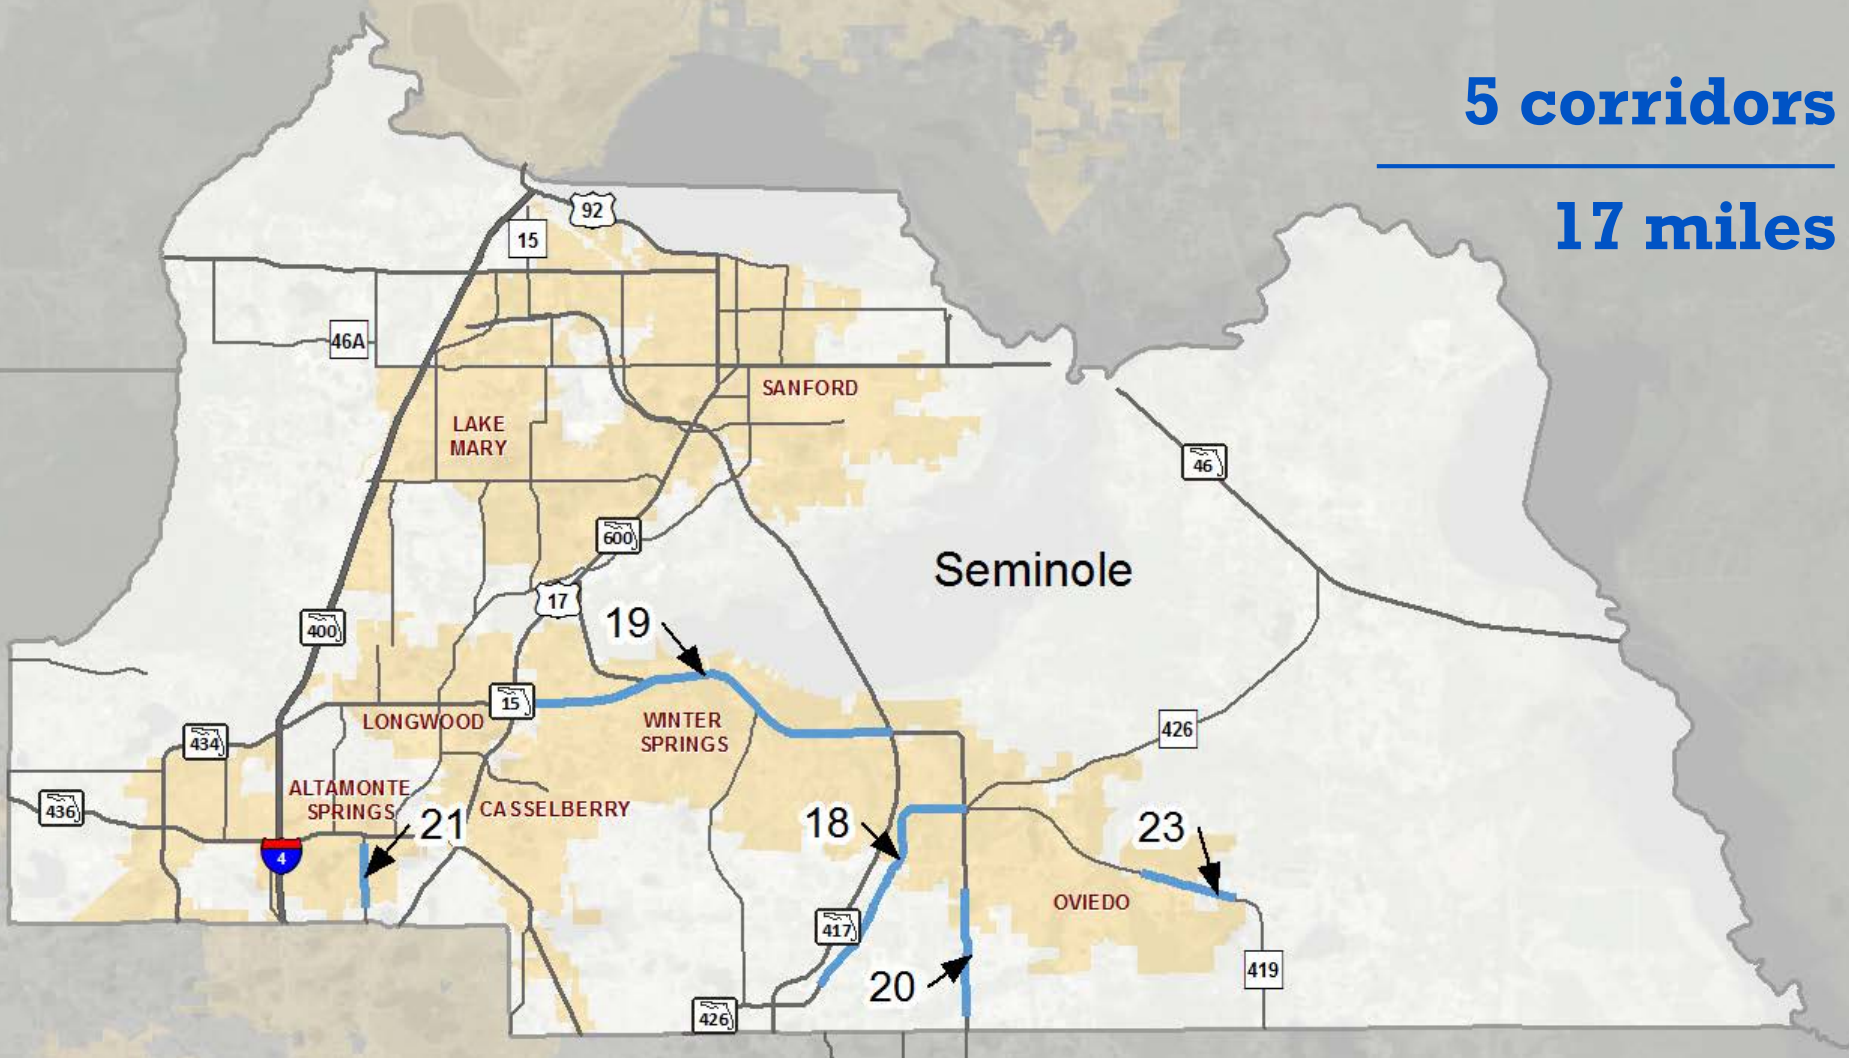 5 corridors
17 miles
92
15
46A
SANFORD
LAKE
MARY
46
600
Seminole
17
19
400
15
LONGWOOD
WINTER
SPRINGS
426
434
ALTAMONTE
SPRINGS
436
21
CASSELBERRY
18
23
4
OVIEDO
417
20
419
426